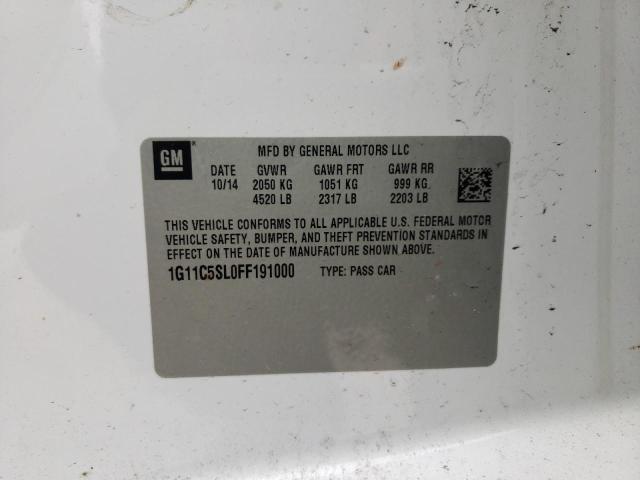 GM
MFD BY GENERAL MOTORS LLC
DATE GVWR GAWR FRT GAWR RR
10/14 2050 KG 1051 KG 999 KG
4520 LB 2317 LB 2203 LB
THIS VEHICLE CONFORMS TO ALL APPLICABLE U.S. FEDERAL MOTOR
VEHICLE SAFETY, BUMPER, AND THEFT PREVENTION STANDARDS IN
EFFECT ON THE DATE OF MANUFACTURE SHOWN ABOVE.
1G11C5SL0FF191000 TYPE: PASS CAR